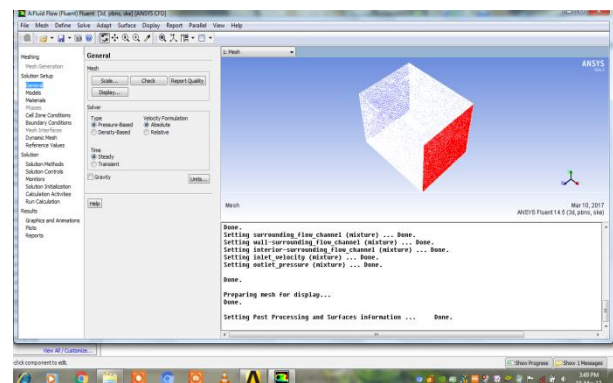 A:Fluid Flow (Fluent) Fluent [3d, pbns, ske] [ANSYS CFD]
File Mesh Define Solve Adapt Surface Display Report Parallel View Help
Meshing
Mesh Generation
Solution Setup
General
Models
Materials
Phases
Cell Zone Conditions
Boundary Conditions
Mesh Interfaces
Dynamic Mesh
Reference Values
Solution
Solution Methods
Solution Controls
Monitors
Solution Initialization
Calculation Activities
Run Calculation
Results
Graphics and Animations
Plots
Reports
General
Mesh
Scale... Check Report Quality
Display...
Solver
Type Velocity Formulation
Pressure-Based Absolute
Density-Based Relative
Time
Steady
Transient
Gravity Units...
Help
1: Mesh
ANSYS
Mesh Mar 10, 2017
ANSYS Fluent 14.5 (3d, pbns, ske)
Done.
Setting surrounding_flow_channel (mixture) ... Done.
Setting wall-surrounding_flow_channel (mixture) ... Done.
Setting interior-surrounding_flow_channel (mixture) ... Done.
Setting inlet_velocity (mixture) ... Done.
Setting outlet_pressure (mixture) ... Done.
Done.
Preparing mesh for display...
Done.
Setting Post Processing and Surfaces information ... Done.
View All / Customize...
click component to edit.
Show Progress Show 1 Messages
3:49 PM